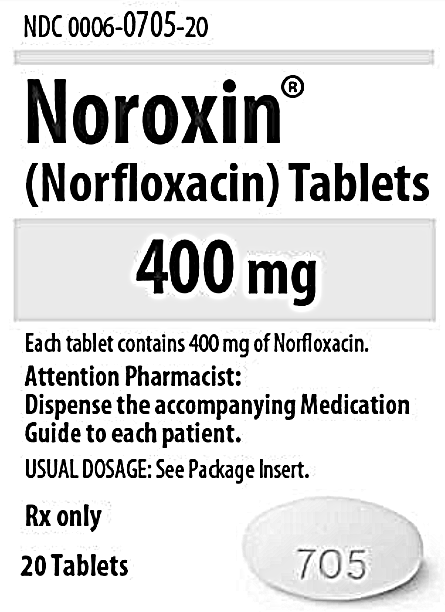 NDC 0006-0705-20
Noroxin®
(Norfloxacin) Tablets
400 mg
Each tablet contains 400 mg of Norfloxacin.
Attention Pharmacist:
Dispense the accompanying Medication
Guide to each patient.
USUAL DOSAGE: See Package Insert.
Rx only
20 Tablets
705